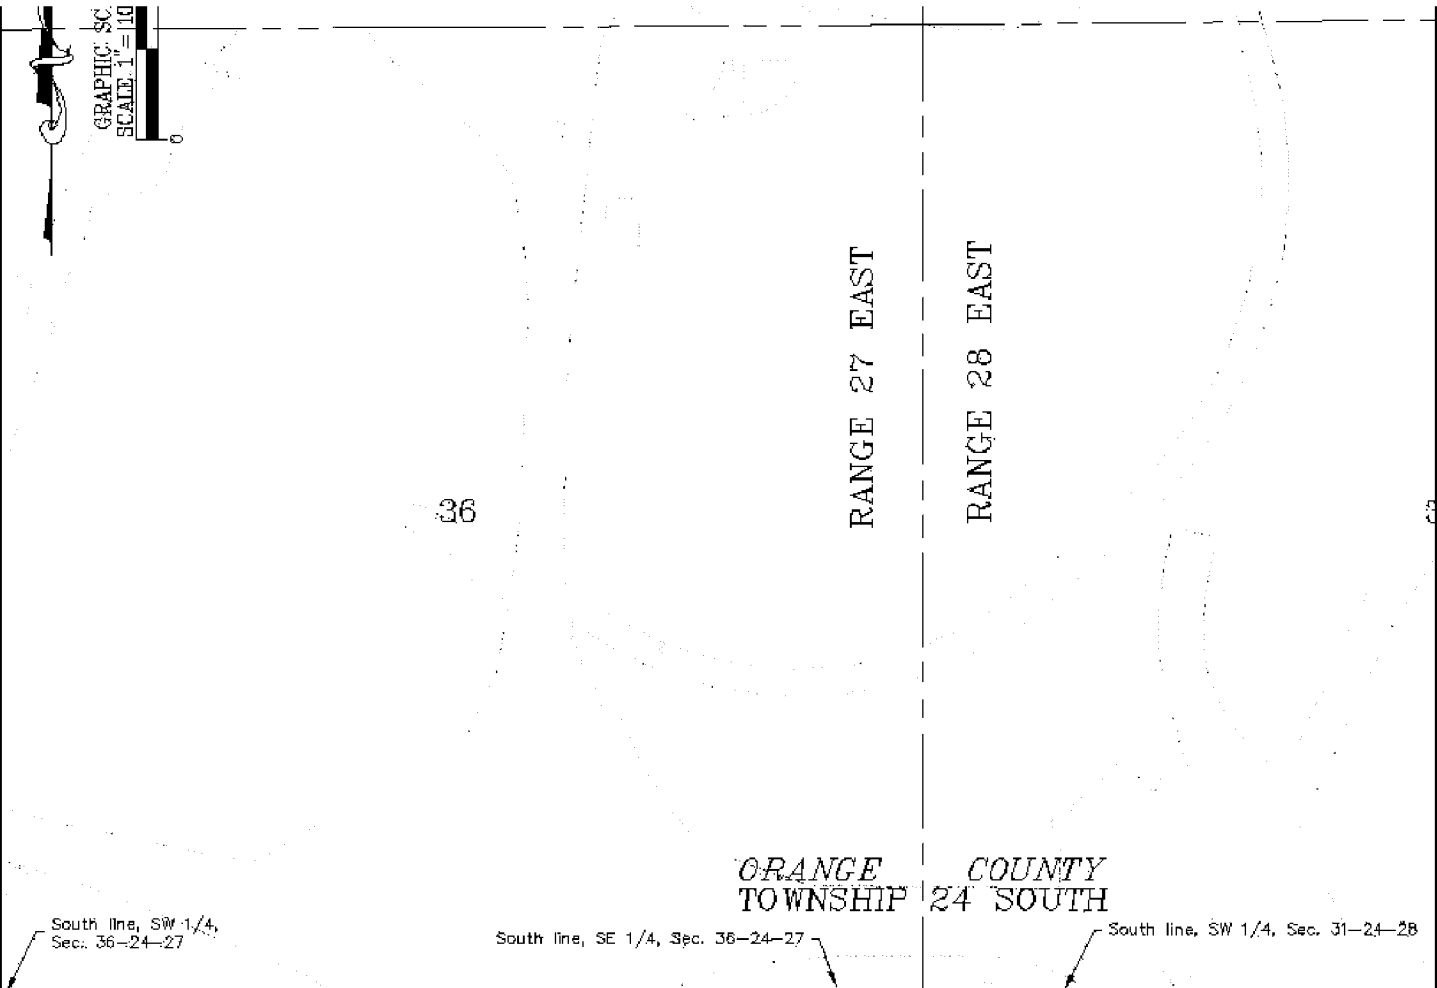 GRAPHIC SC
SCALE 1"= 10
0
RANGE 27 EAST
RANGE 28 EAST
36
ORANGE COUNTY
TOWNSHIP 24 SOUTH
South line, SW 1/4,
Sec. 36-24-27
South line, SE 1/4, Sec. 36-24-27
South line, SW 1/4, Sec. 31-24-28